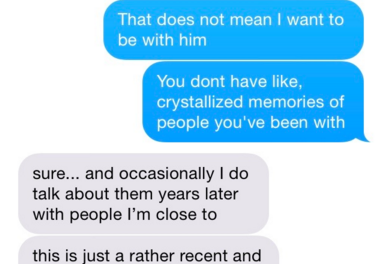 That does not mean I want to
be with him
You dont have like,
crystallized memories of
people you've been with
sure... and occasionally I do
talk about them years later
with people I'm close to
this is just a rather recent and